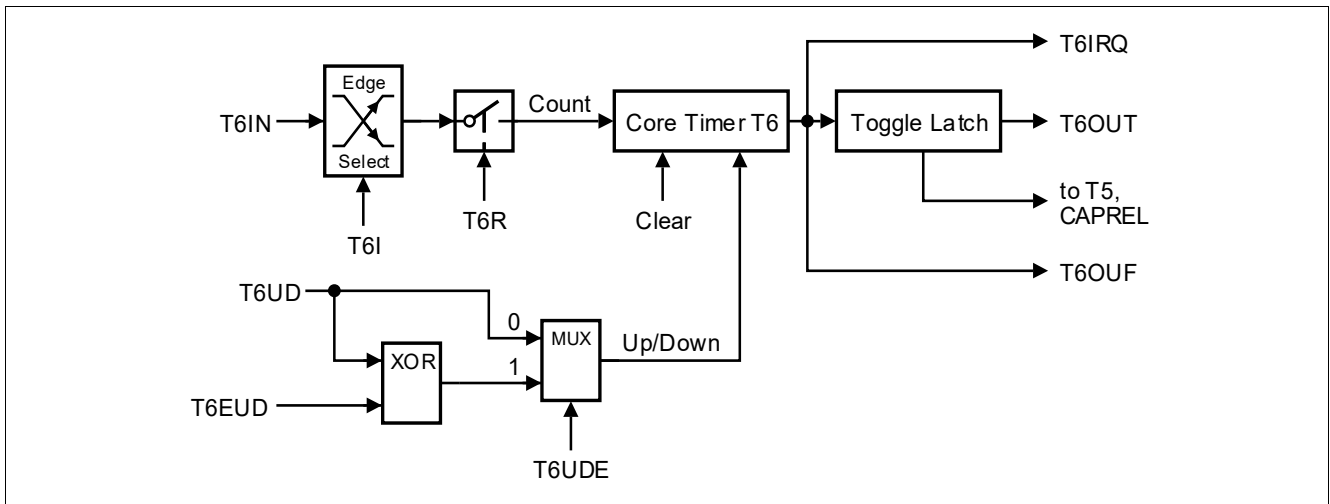 T6IRQ
Edge
Count
T6IN
Core Timer T6
Toggle Latch
T6OUT
Select
to T5,
CAPREL
T6R
Clear
T6I
T6OUF
T6UD
0
MUX
Up/Down
XOR
1
T6EUD
T6UDE